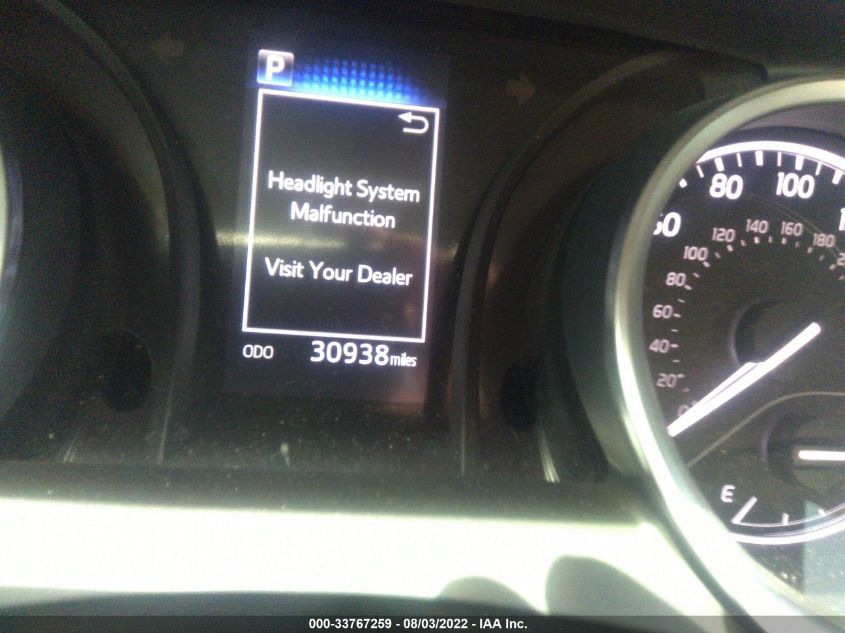 P
Headlight System
Malfunction
Visit Your Dealer
ODO 30938 miles
80 100
100 120 140 160 180
80
60
40
20
0
E
000-33767259 - 08/03/2022 - IAA Inc.